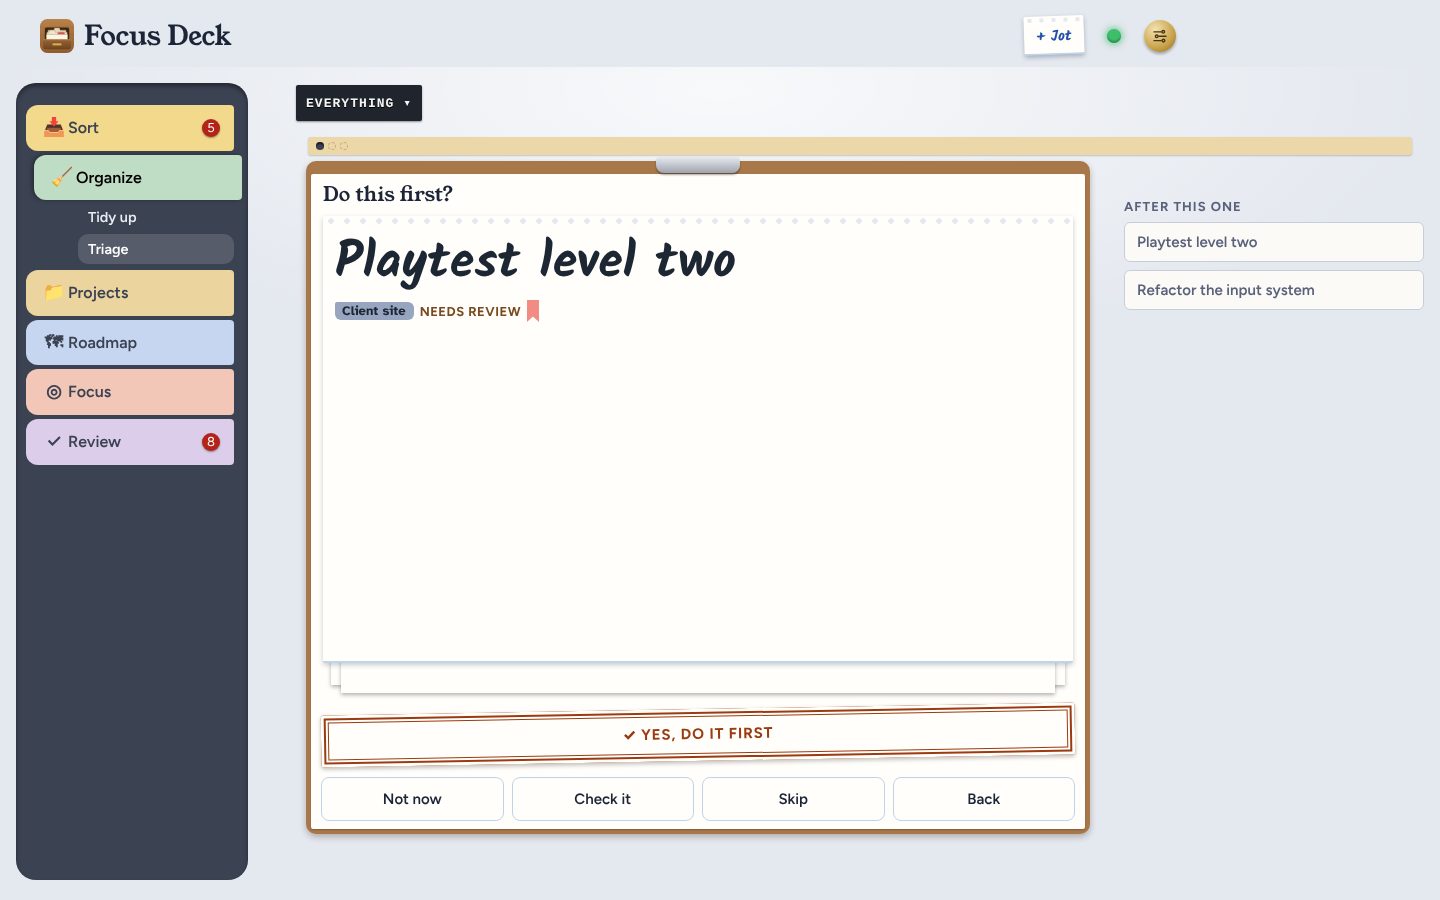 Focus Deck
+ Jot
Sort
5
Organize
Tidy up
Triage
Projects
Roadmap
Focus
Review
8
EVERYTHING ▾
Do this first?
Playtest level two
Client site
NEEDS REVIEW
✓ YES, DO IT FIRST
Not now
Check it
Skip
Back
AFTER THIS ONE
Playtest level two
Refactor the input system